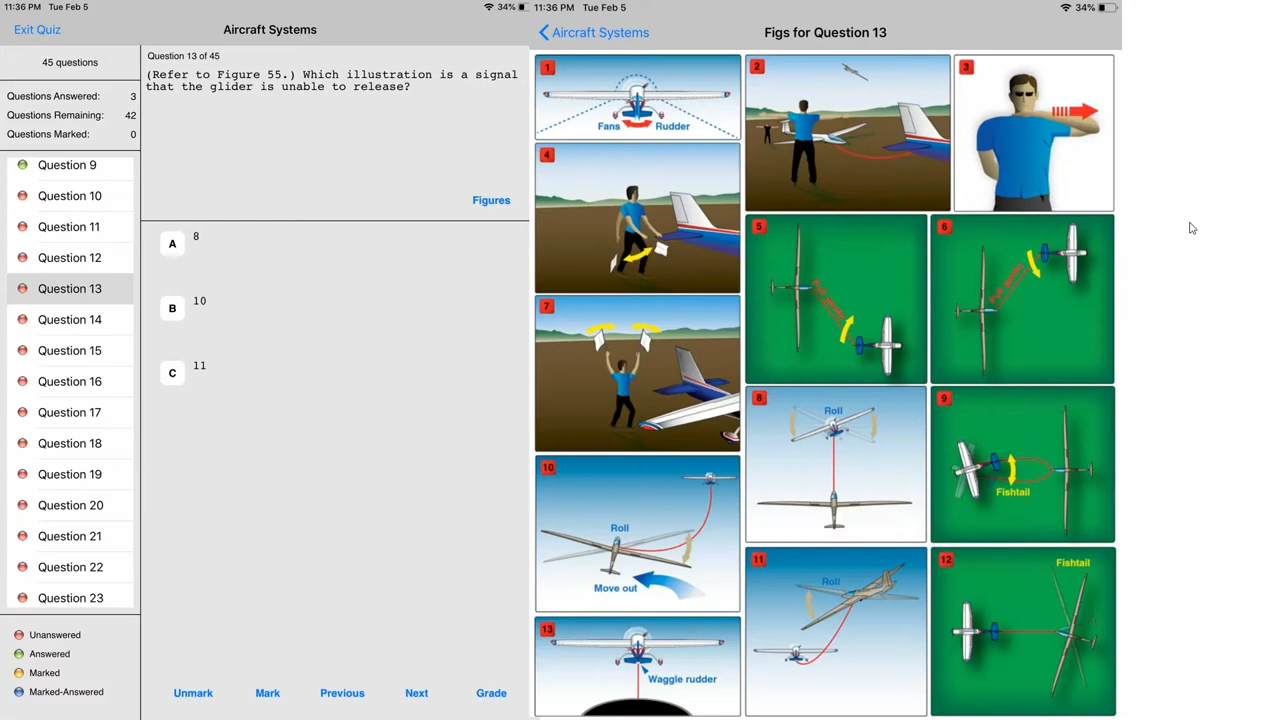 11:36 PM Tue Feb 5
34%
Exit Quiz
Aircraft Systems
45 questions
Questions Answered: 3
Questions Remaining: 42
Questions Marked: 0
Question 9
Question 10
Question 11
Question 12
Question 13
Question 14
Question 15
Question 16
Question 17
Question 18
Question 19
Question 20
Question 21
Question 22
Question 23
Unanswered
Answered
Marked
Marked-Answered
Question 13 of 45
(Refer to Figure 55.) Which illustration is a signal
that the glider is unable to release?
Figures
A 8
B 10
C 11
Unmark Mark Previous Next Grade
11:36 PM Tue Feb 5
34%
Aircraft Systems
Figs for Question 13
1
Fans Rudder
2
3
4
5
Pull gently
6
Pull gently
7
8
Roll
9
Fishtail
10
Roll
Move out
11
Roll
12
Fishtail
13
Waggle rudder